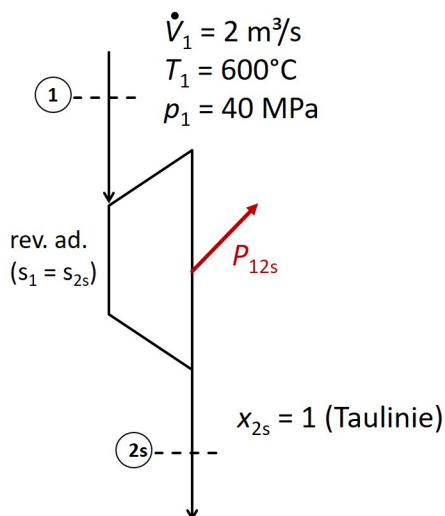 V̇₁ = 2 m³/s
T₁ = 600°C
p₁ = 40 MPa
1
rev. ad.
(s₁ = s₂ₛ)
P₁₂ₛ
x₂ₛ = 1 (Taulinie)
2s